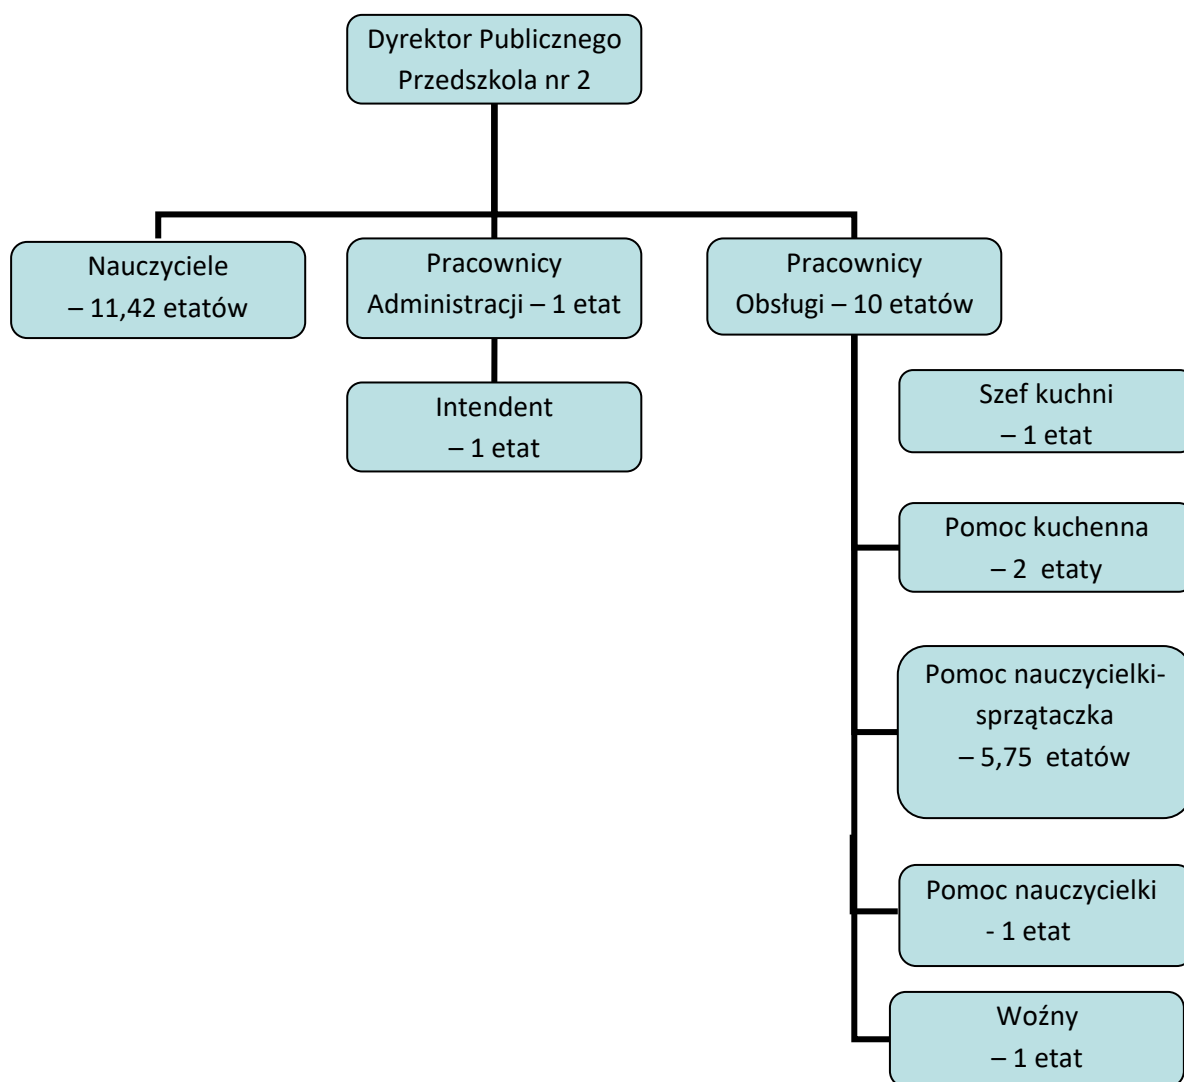 Dyrektor Publicznego
Przedszkola nr 2
Nauczyciele
– 11,42 etatów
Pracownicy
Administracji – 1 etat
Pracownicy
Obsługi – 10 etatów
Intendent
– 1 etat
Szef kuchni
– 1 etat
Pomoc kuchenna
– 2 etaty
Pomoc nauczycielki-
sprzątaczka
– 5,75 etatów
Pomoc nauczycielki
- 1 etat
Woźny
– 1 etat